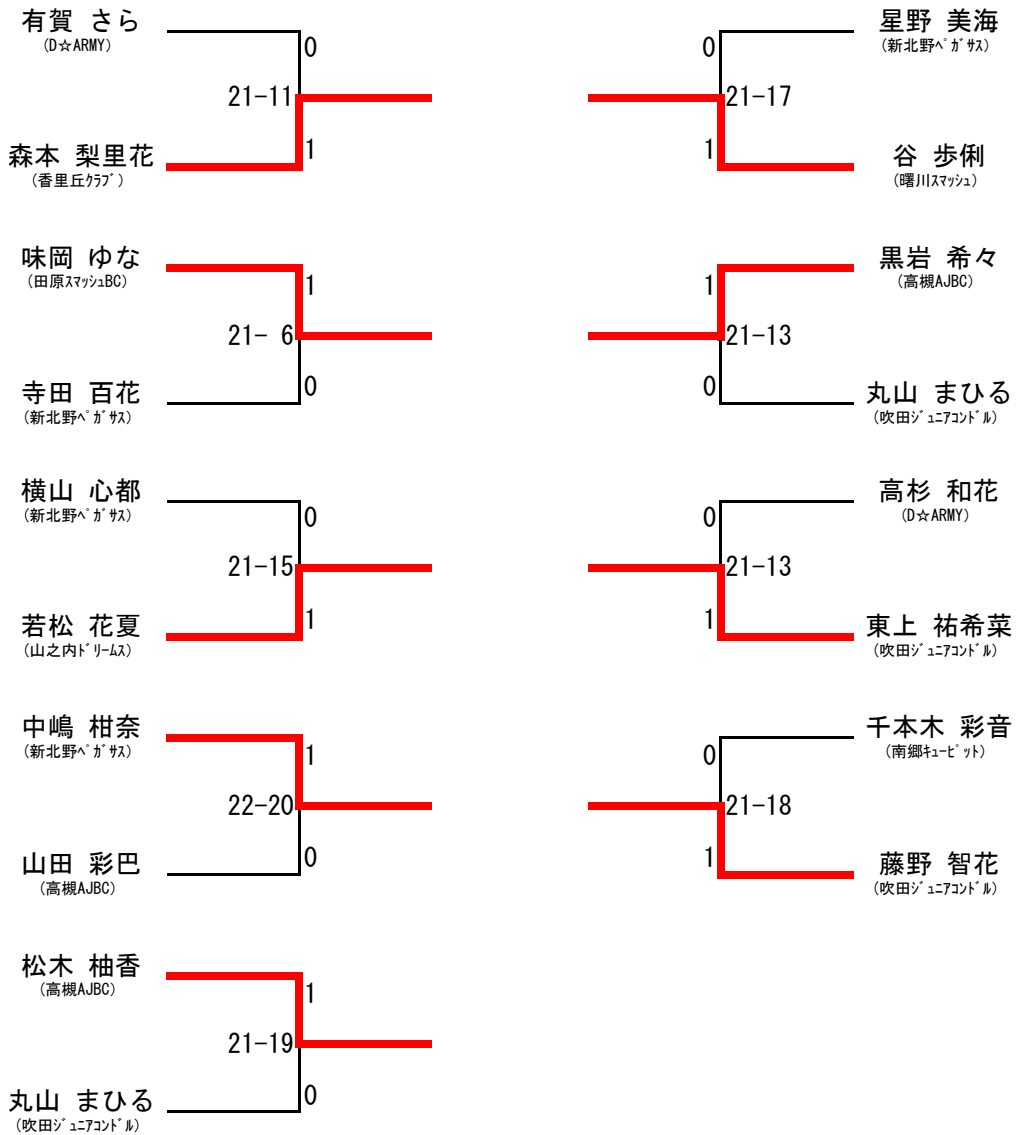 有賀 さら
(D☆ARMY)
0
21-11
1
森本 梨里花
(香里丘ｸﾗﾌﾞ)
味岡 ゆな
(田原ｽﾏｯｼｭBC)
1
21- 6
0
寺田 百花
(新北野ﾍﾟｶﾞｻｽ)
横山 心都
(新北野ﾍﾟｶﾞｻｽ)
0
21-15
1
若松 花夏
(山之内ﾄﾞﾘｰﾑｽ)
中嶋 柑奈
(新北野ﾍﾟｶﾞｻｽ)
1
22-20
0
山田 彩巴
(高槻AJBC)
松木 柚香
(高槻AJBC)
1
21-19
0
丸山 まひる
(吹田ｼﾞｭﾆｱｺﾝﾄﾞﾙ)
星野 美海
(新北野ﾍﾟｶﾞｻｽ)
0
21-17
1
谷 歩俐
(曙川ｽﾏｯｼｭ)
黒岩 希々
(高槻AJBC)
1
21-13
0
丸山 まひる
(吹田ｼﾞｭﾆｱｺﾝﾄﾞﾙ)
高杉 和花
(D☆ARMY)
0
21-13
1
東上 祐希菜
(吹田ｼﾞｭﾆｱｺﾝﾄﾞﾙ)
千本木 彩音
(南郷ｷｭｰﾋﾟｯﾄ)
0
21-18
1
藤野 智花
(吹田ｼﾞｭﾆｱｺﾝﾄﾞﾙ)